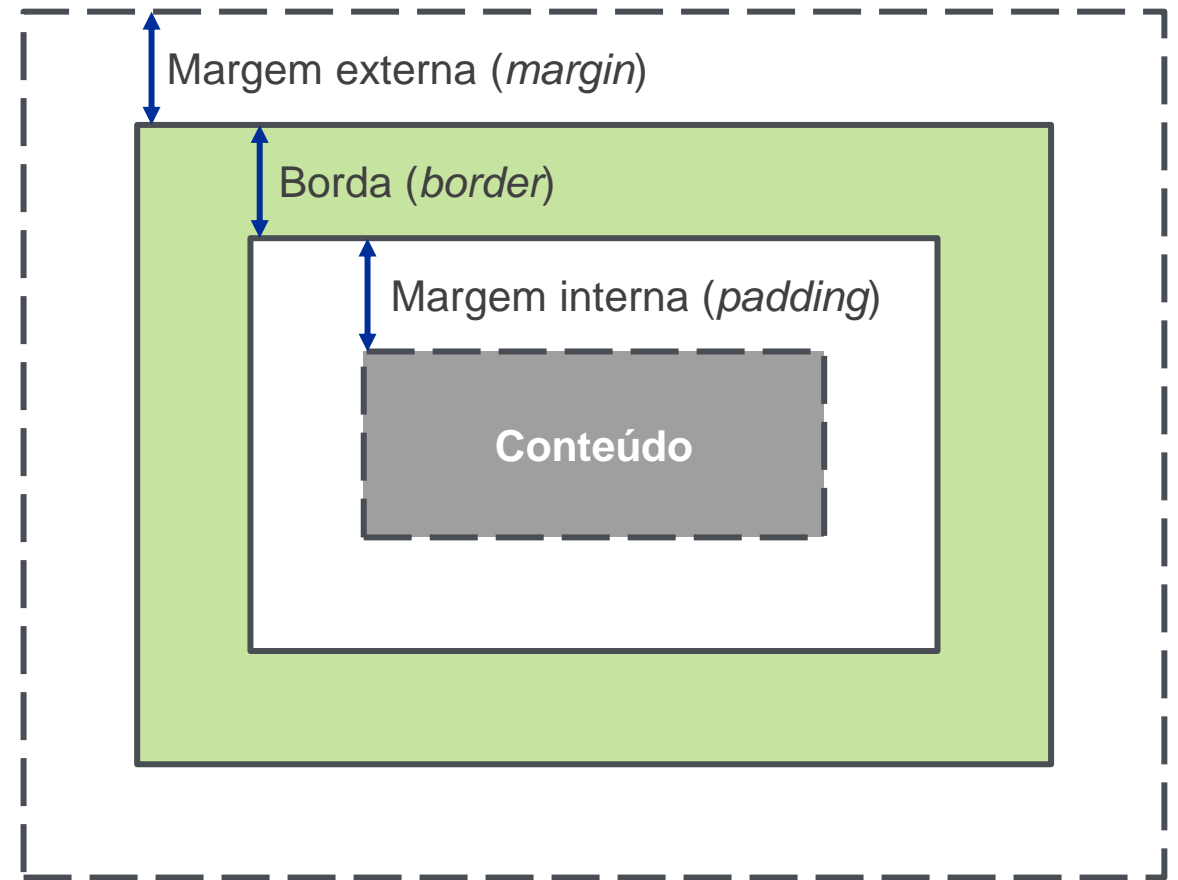 Margem externa (margin)
Borda (border)
Margem interna (padding)
Conteúdo